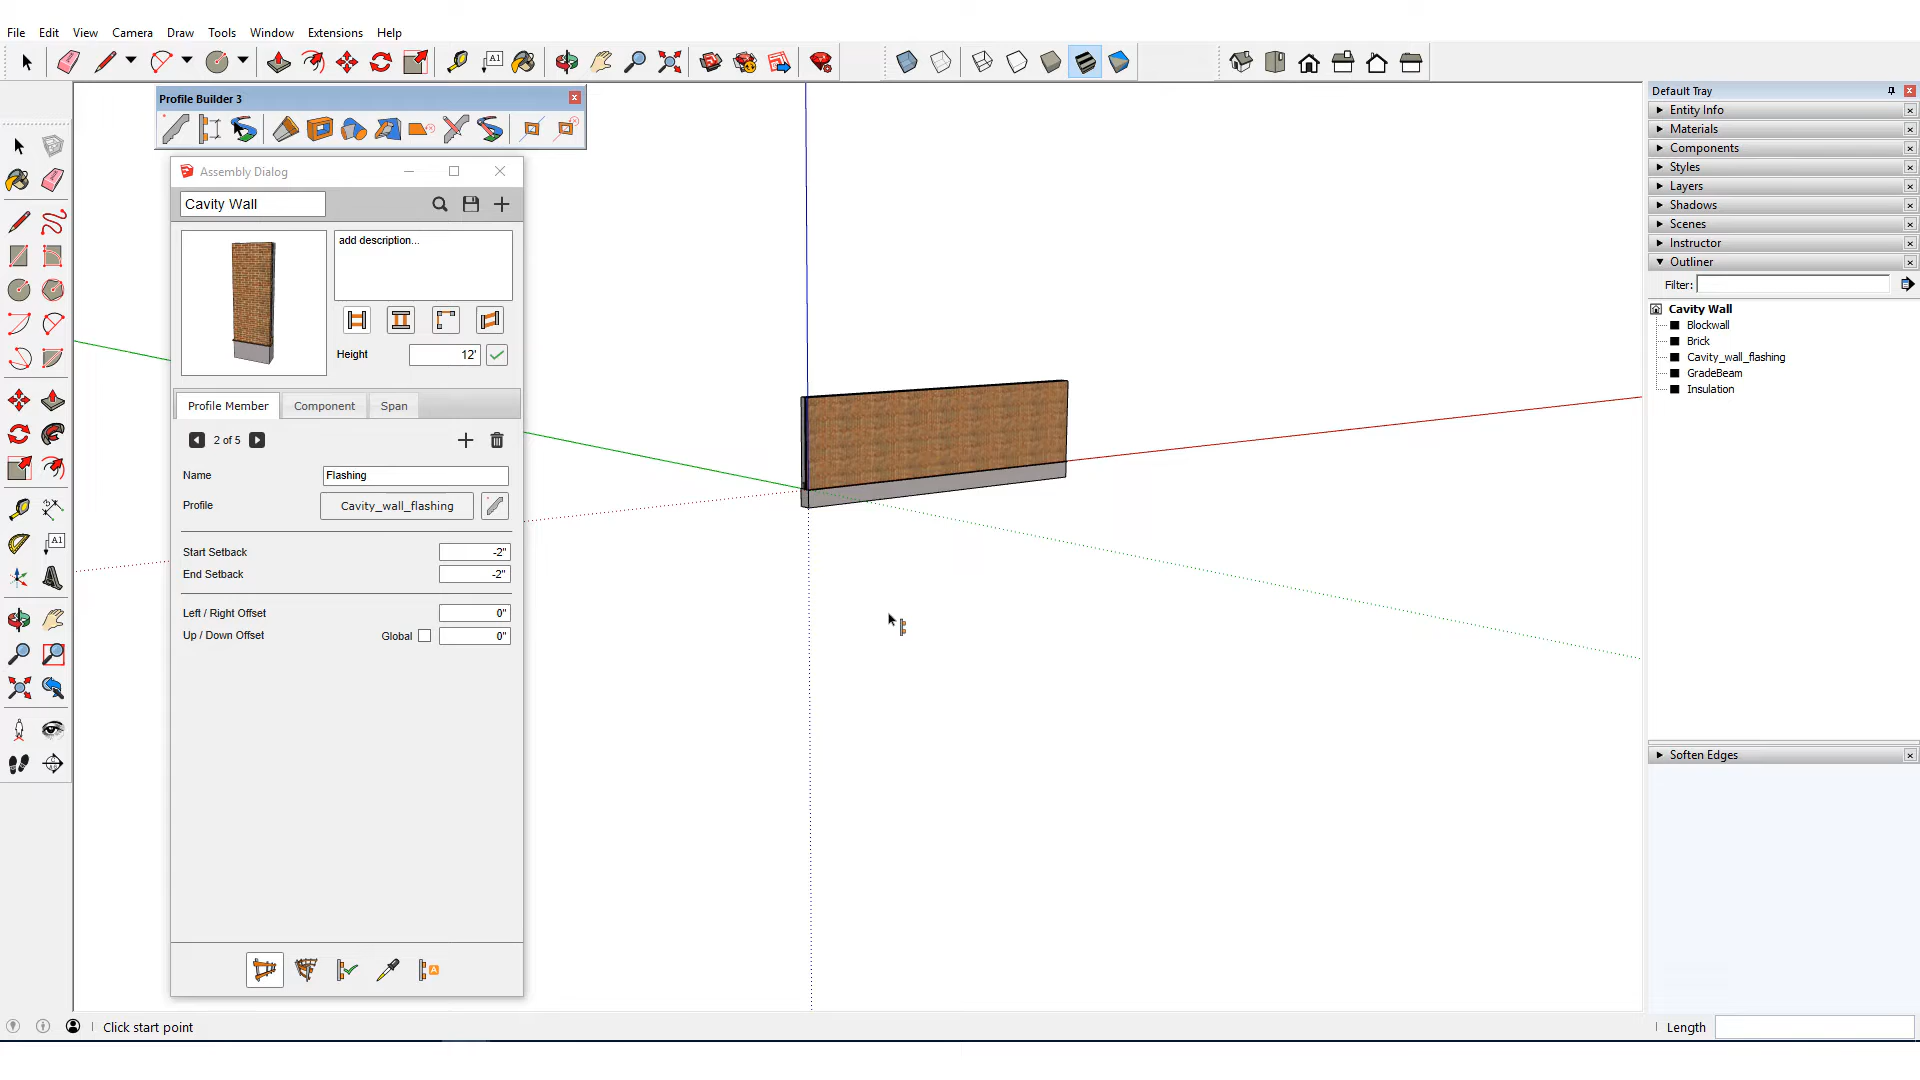 File Edit View Camera Draw Tools Window Extensions Help
A1
Profile Builder 3
Default Tray
Entity Info
Materials
Components
Styles
Layers
Shadows
Scenes
Instructor
Outliner
Filter:
Cavity Wall
Blockwall
Brick
Cavity_wall_flashing
GradeBeam
Insulation
Soften Edges
Assembly Dialog
Cavity Wall
add description...
Height 12'
Profile Member Component Span
2 of 5
Name Flashing
Profile Cavity_wall_flashing
Start Setback -2"
End Setback -2"
Left / Right Offset 0"
Up / Down Offset Global 0"
A
A1
Click start point
Length